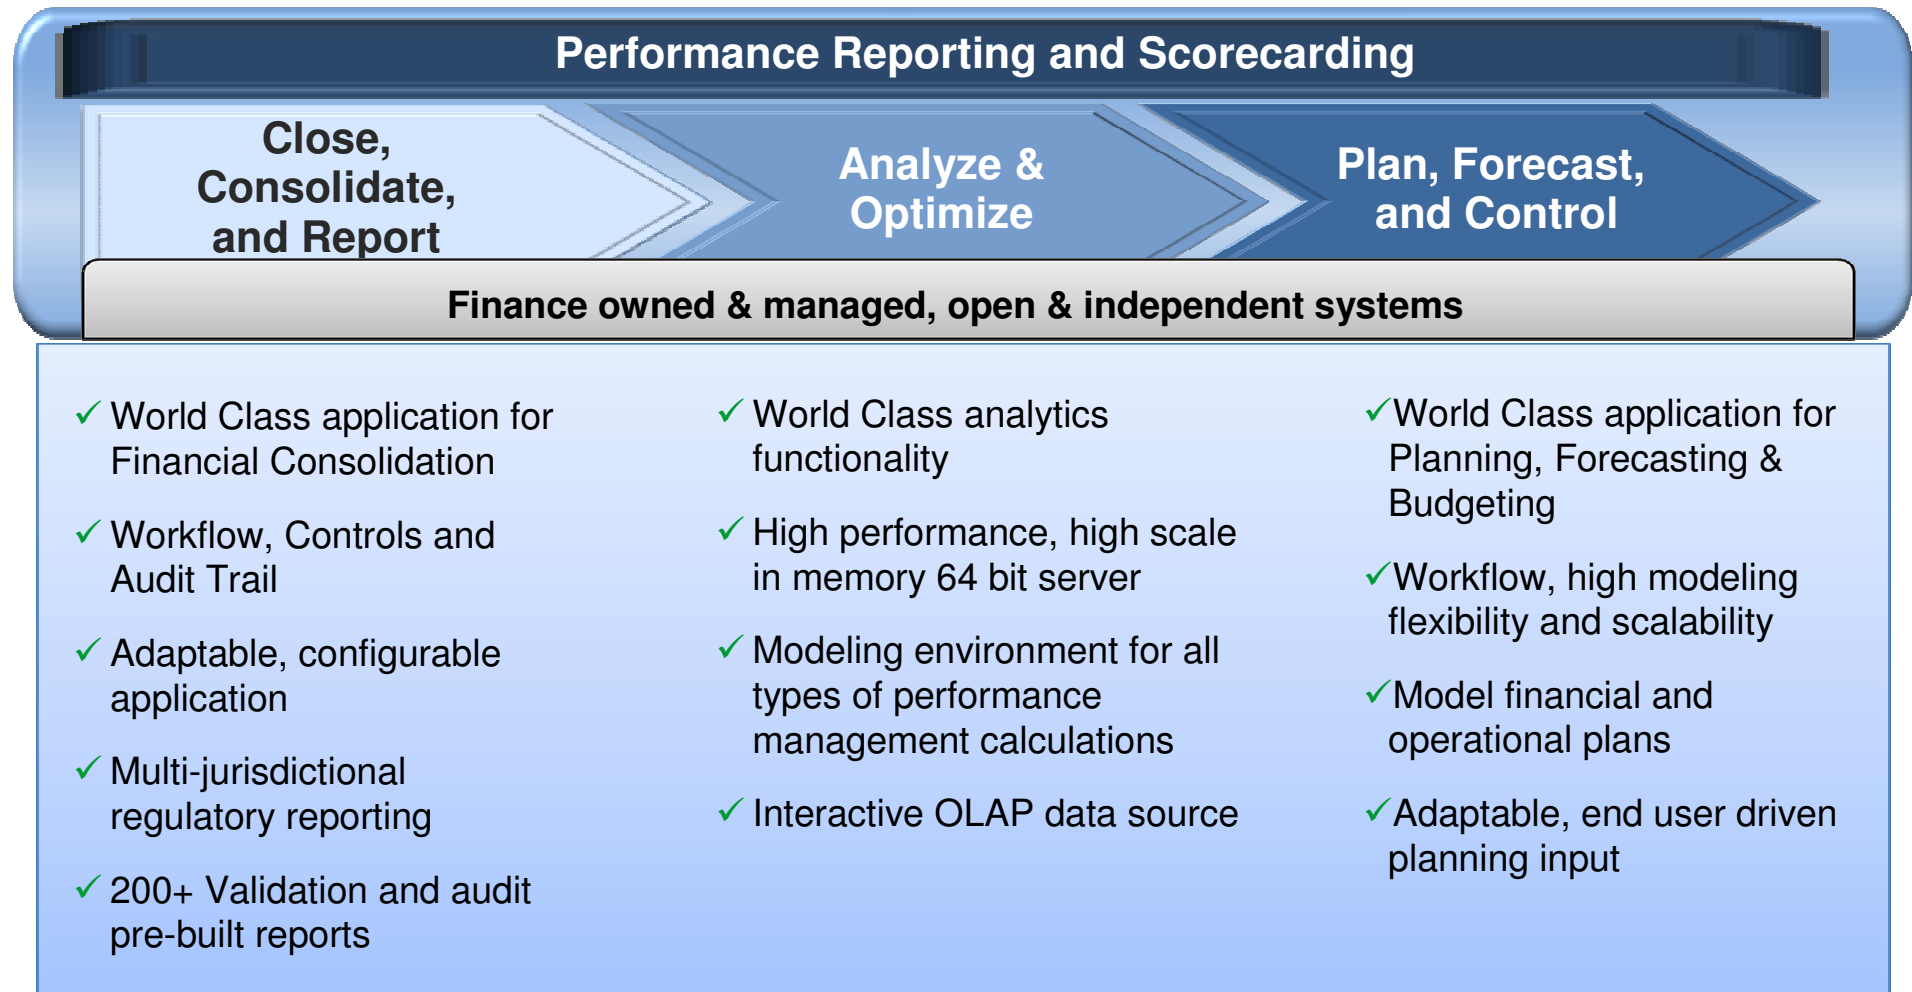 Performance Reporting and Scorecarding
Close,
Consolidate,
and Report
Analyze &
Optimize
Plan, Forecast,
and Control
Finance owned & managed, open & independent systems
✓ World Class application for
Financial Consolidation
✓ Workflow, Controls and
Audit Trail
✓ Adaptable, configurable
application
✓ Multi-jurisdictional
regulatory reporting
✓ 200+ Validation and audit
pre-built reports
✓ World Class analytics
functionality
✓ High performance, high scale
in memory 64 bit server
✓ Modeling environment for all
types of performance
management calculations
✓ Interactive OLAP data source
✓World Class application for
Planning, Forecasting &
Budgeting
✓Workflow, high modeling
flexibility and scalability
✓Model financial and
operational plans
✓Adaptable, end user driven
planning input